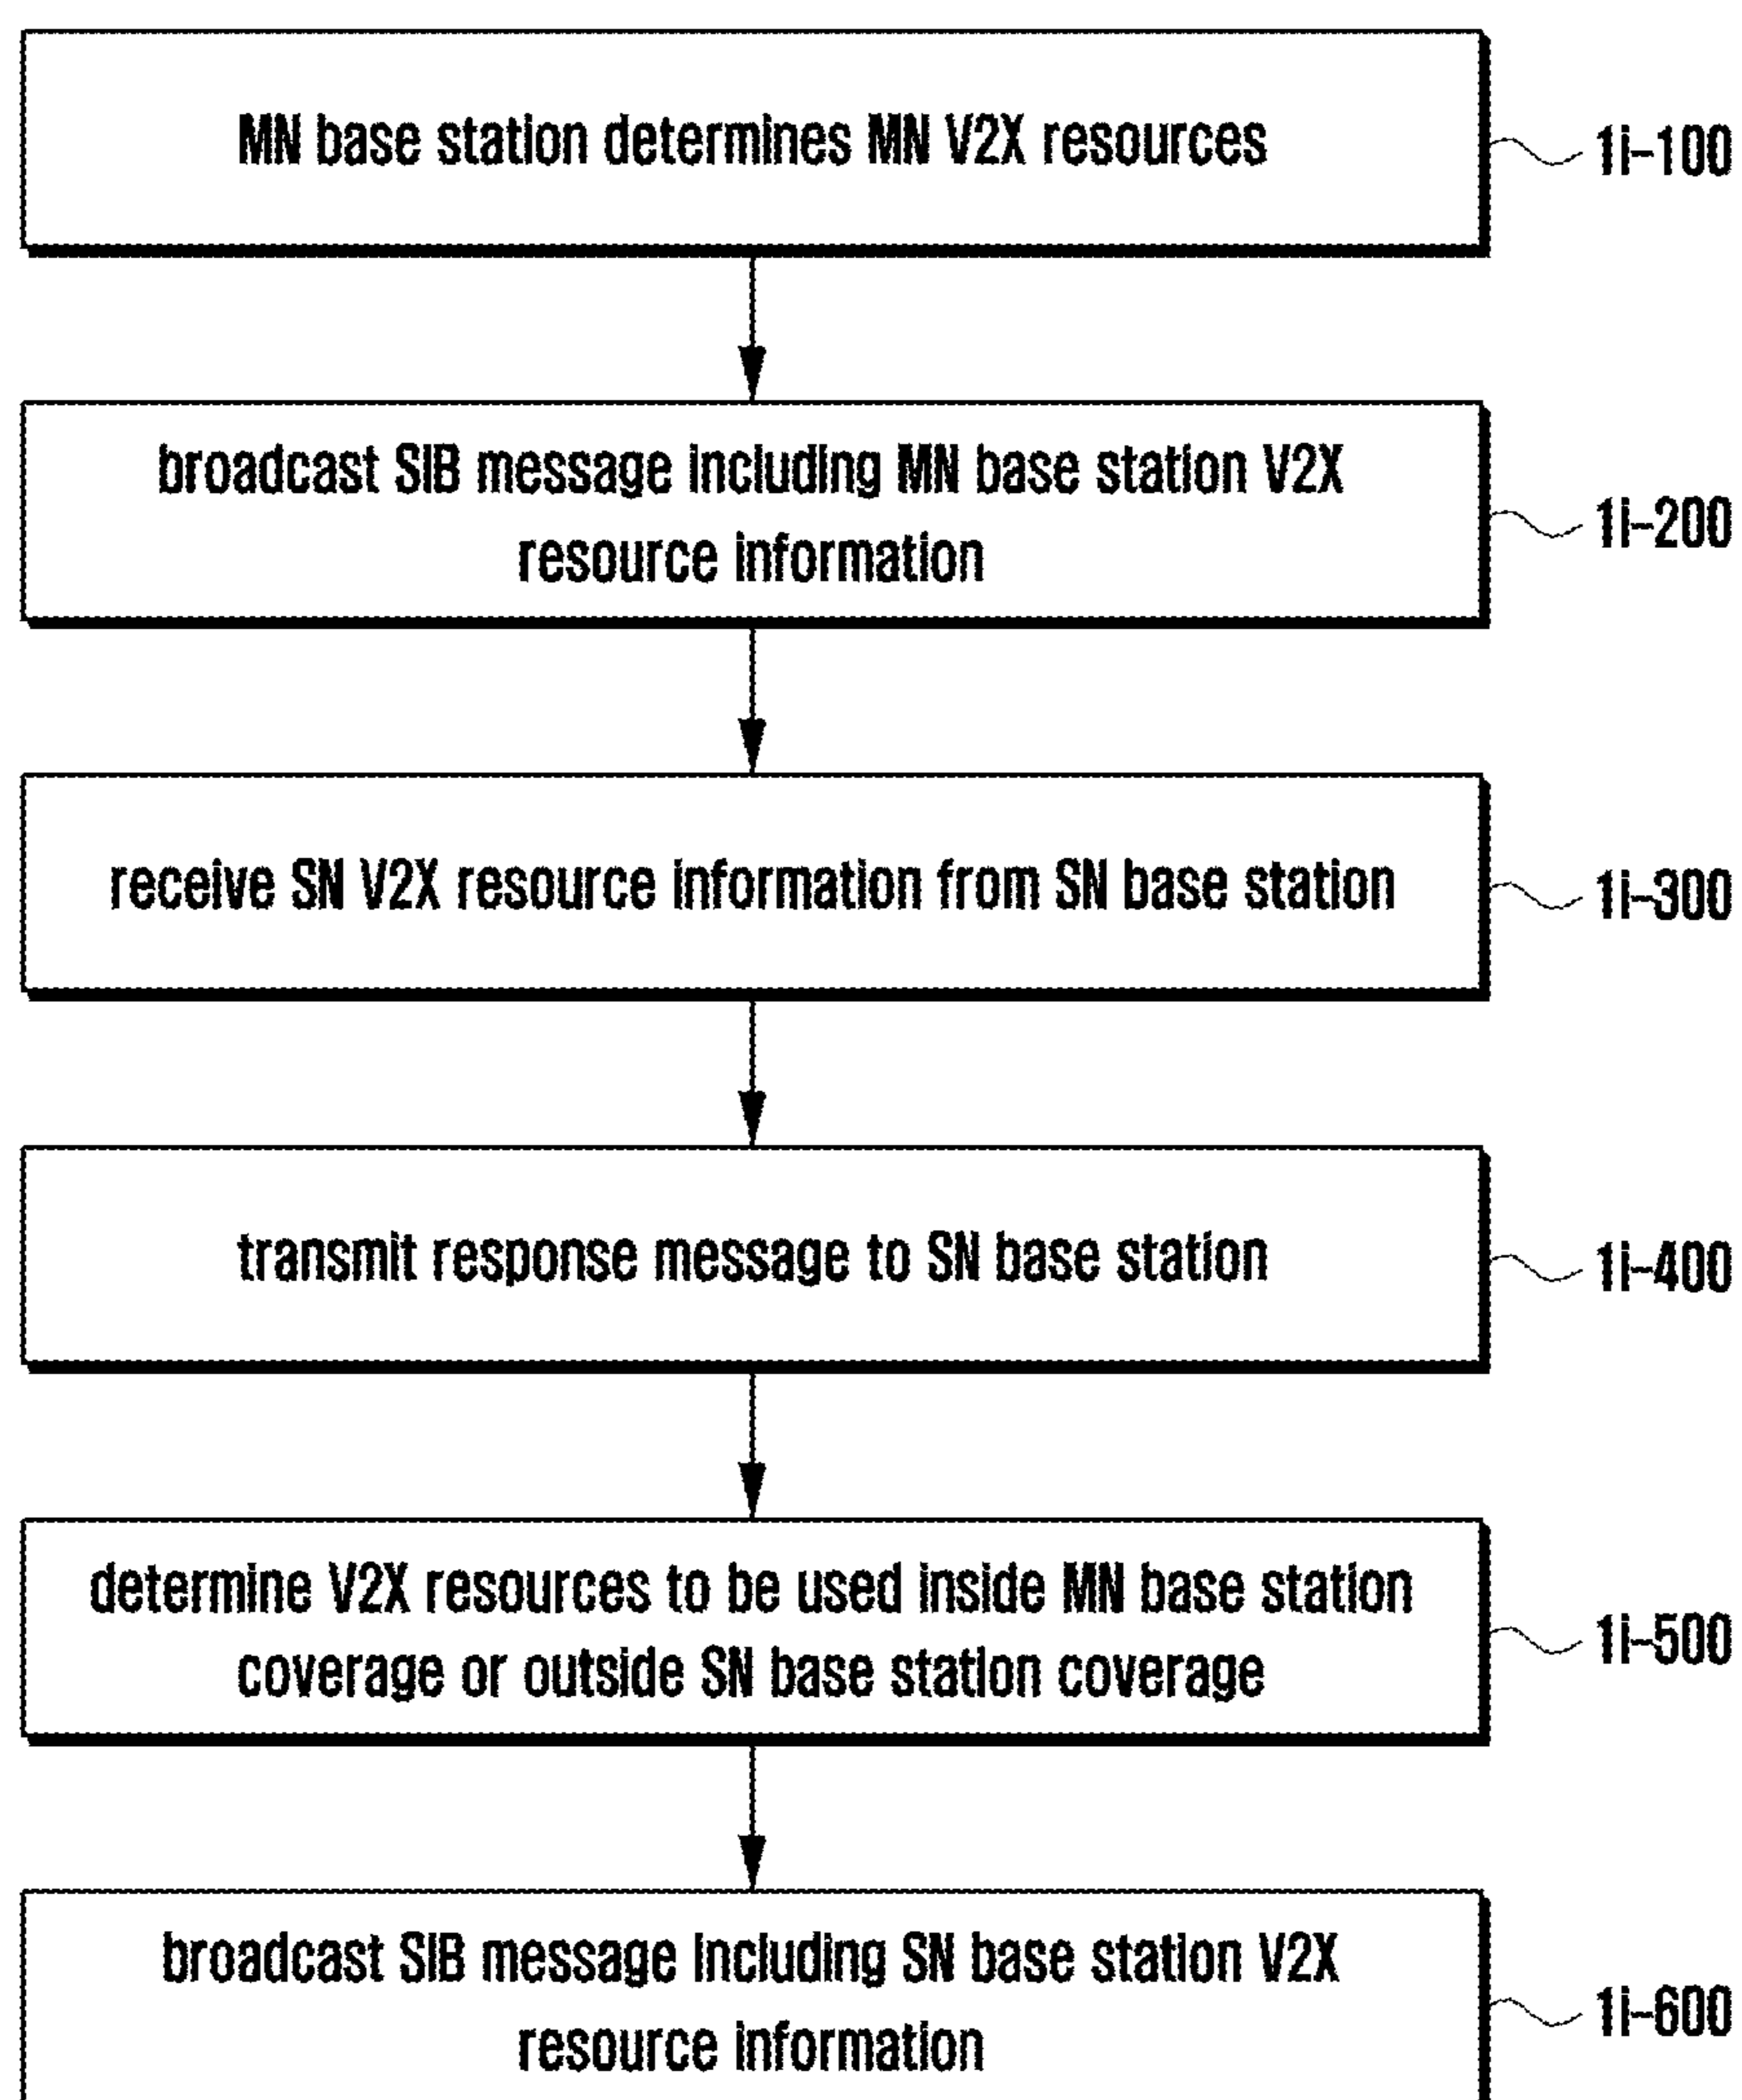 MN base station determines MN V2X resources
1i-100
broadcast SIB message including MN base station V2X
resource information
1i-200
receive SN V2X resource information from SN base station
1i-300
transmit response message to SN base station
1i-400
determine V2X resources to be used inside MN base station
coverage or outside SN base station coverage
1i-500
broadcast SIB message including SN base station V2X
resource information
1i-600